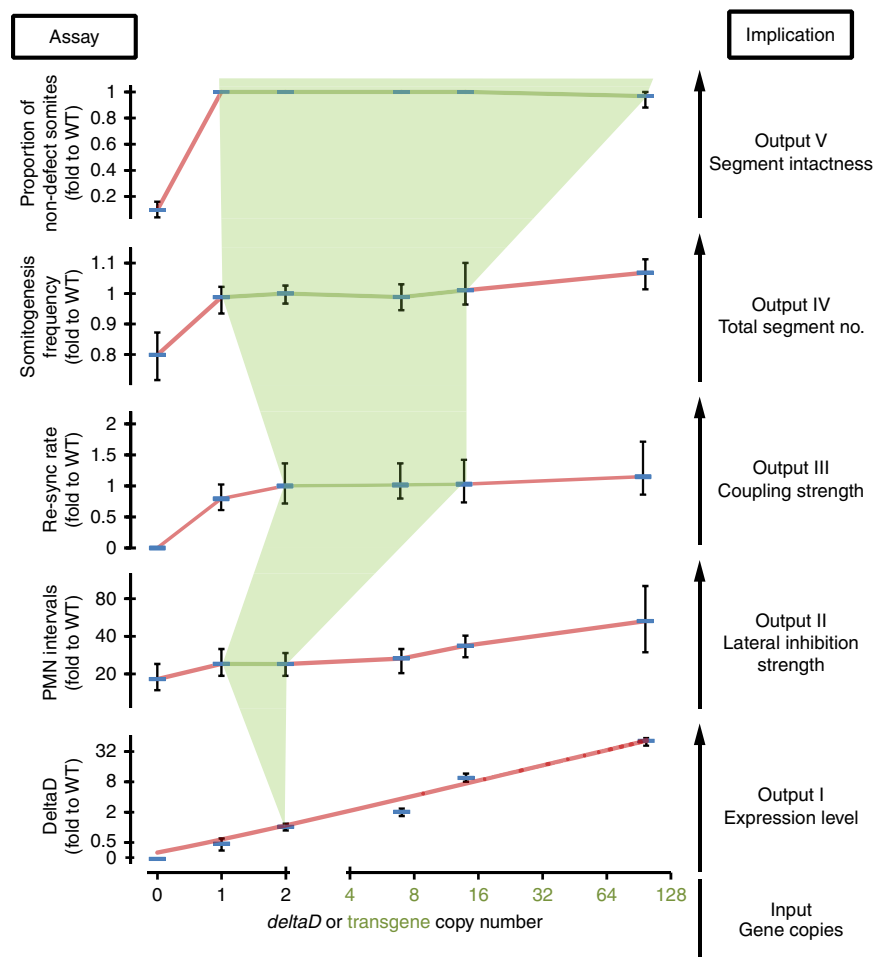 Assay
Implication
Proportion of
non-defect somites
(fold to WT)
1
0.8
0.6
0.4
0.2
Output V
Segment intactness
Somitogenesis
frequency
(fold to WT)
1.1
1
0.9
0.8
Output IV
Total segment no.
Re-sync rate
(fold to WT)
2
1.5
1
0.5
0
Output III
Coupling strength
PMN intervals
(fold to WT)
80
40
20
Output II
Lateral inhibition
strength
DeltaD
(fold to WT)
32
8
2
0.5
0
Output I
Expression level
0 1 2 4 8 16 32 64 128
deltaD or transgene copy number
Input
Gene copies